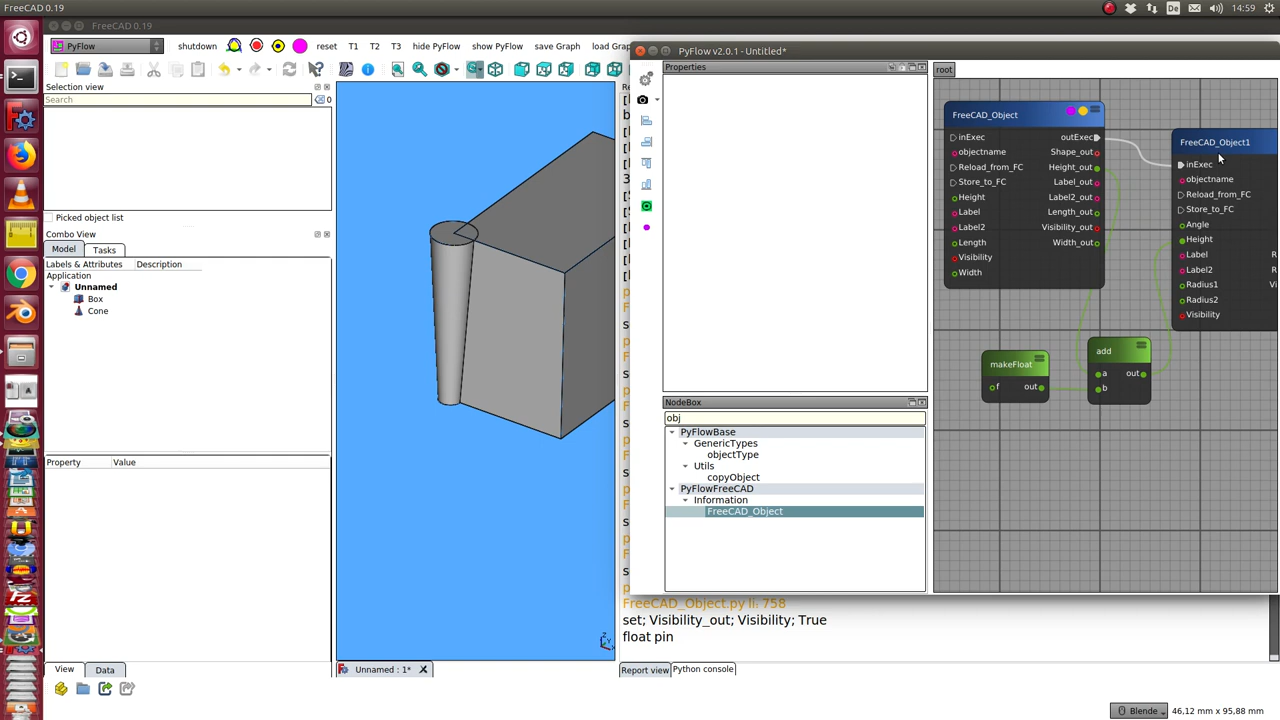 FreeCAD 0.19
De
14:59
FreeCAD 0.19
PyFlow
shutdown
reset
T1
T2
T3
hide PyFlow
show PyFlow
save Graph
load Grap
Selection view
Search
0
Picked object list
Combo View
Model
Tasks
Labels & Attributes
Description
Application
Unnamed
Box
Cone
Property
Value
View
Data
Unnamed : 1*
PyFlow v2.0.1 - Untitled*
Properties
NodeBox
obj
PyFlowBase
GenericTypes
objectType
Utils
copyObject
PyFlowFreeCAD
Information
FreeCAD_Object
root
FreeCAD_Object
inExec
outExec
objectname
Shape_out
Reload_from_FC
Height_out
Store_to_FC
Label_out
Height
Label2_out
Label
Length_out
Label2
Visibility_out
Length
Width_out
Visibility
Width
FreeCAD_Object1
inExec
objectname
Reload_from_FC
Store_to_FC
Angle
Height
Label
R
Label2
R
Radius1
Vi
Radius2
Visibility
makeFloat
f
out
add
a
out
b
FreeCAD_Object.py li: 758
set; Visibility_out; Visibility; True
float pin
Report view
Python console
Blende
46,12 mm x 95,88 mm